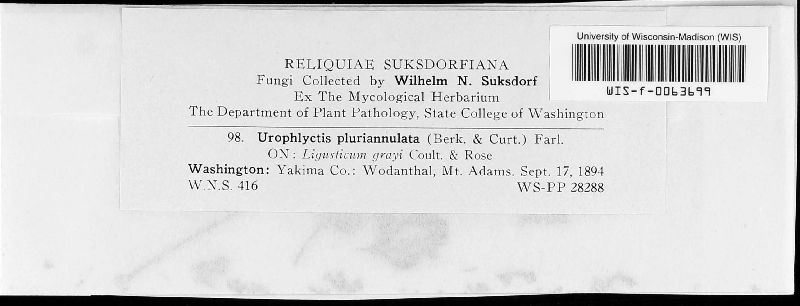 University of Wisconsin-Madison (WIS)
WIS-f-0063699
RELIQUIAE SUKSDORFIANA
Fungi Collected by Wilhelm N. Suksdorf
Ex The Mycological Herbarium
The Department of Plant Pathology, State College of Washington
98. Urophlyctis pluriannulata (Berk. & Curt.) Farl.
ON: Ligusticum grayi Coult. & Rose
Washington: Yakima Co.: Wodanthal, Mt. Adams. Sept. 17, 1894
W.N.S. 416 WS-PP 28288